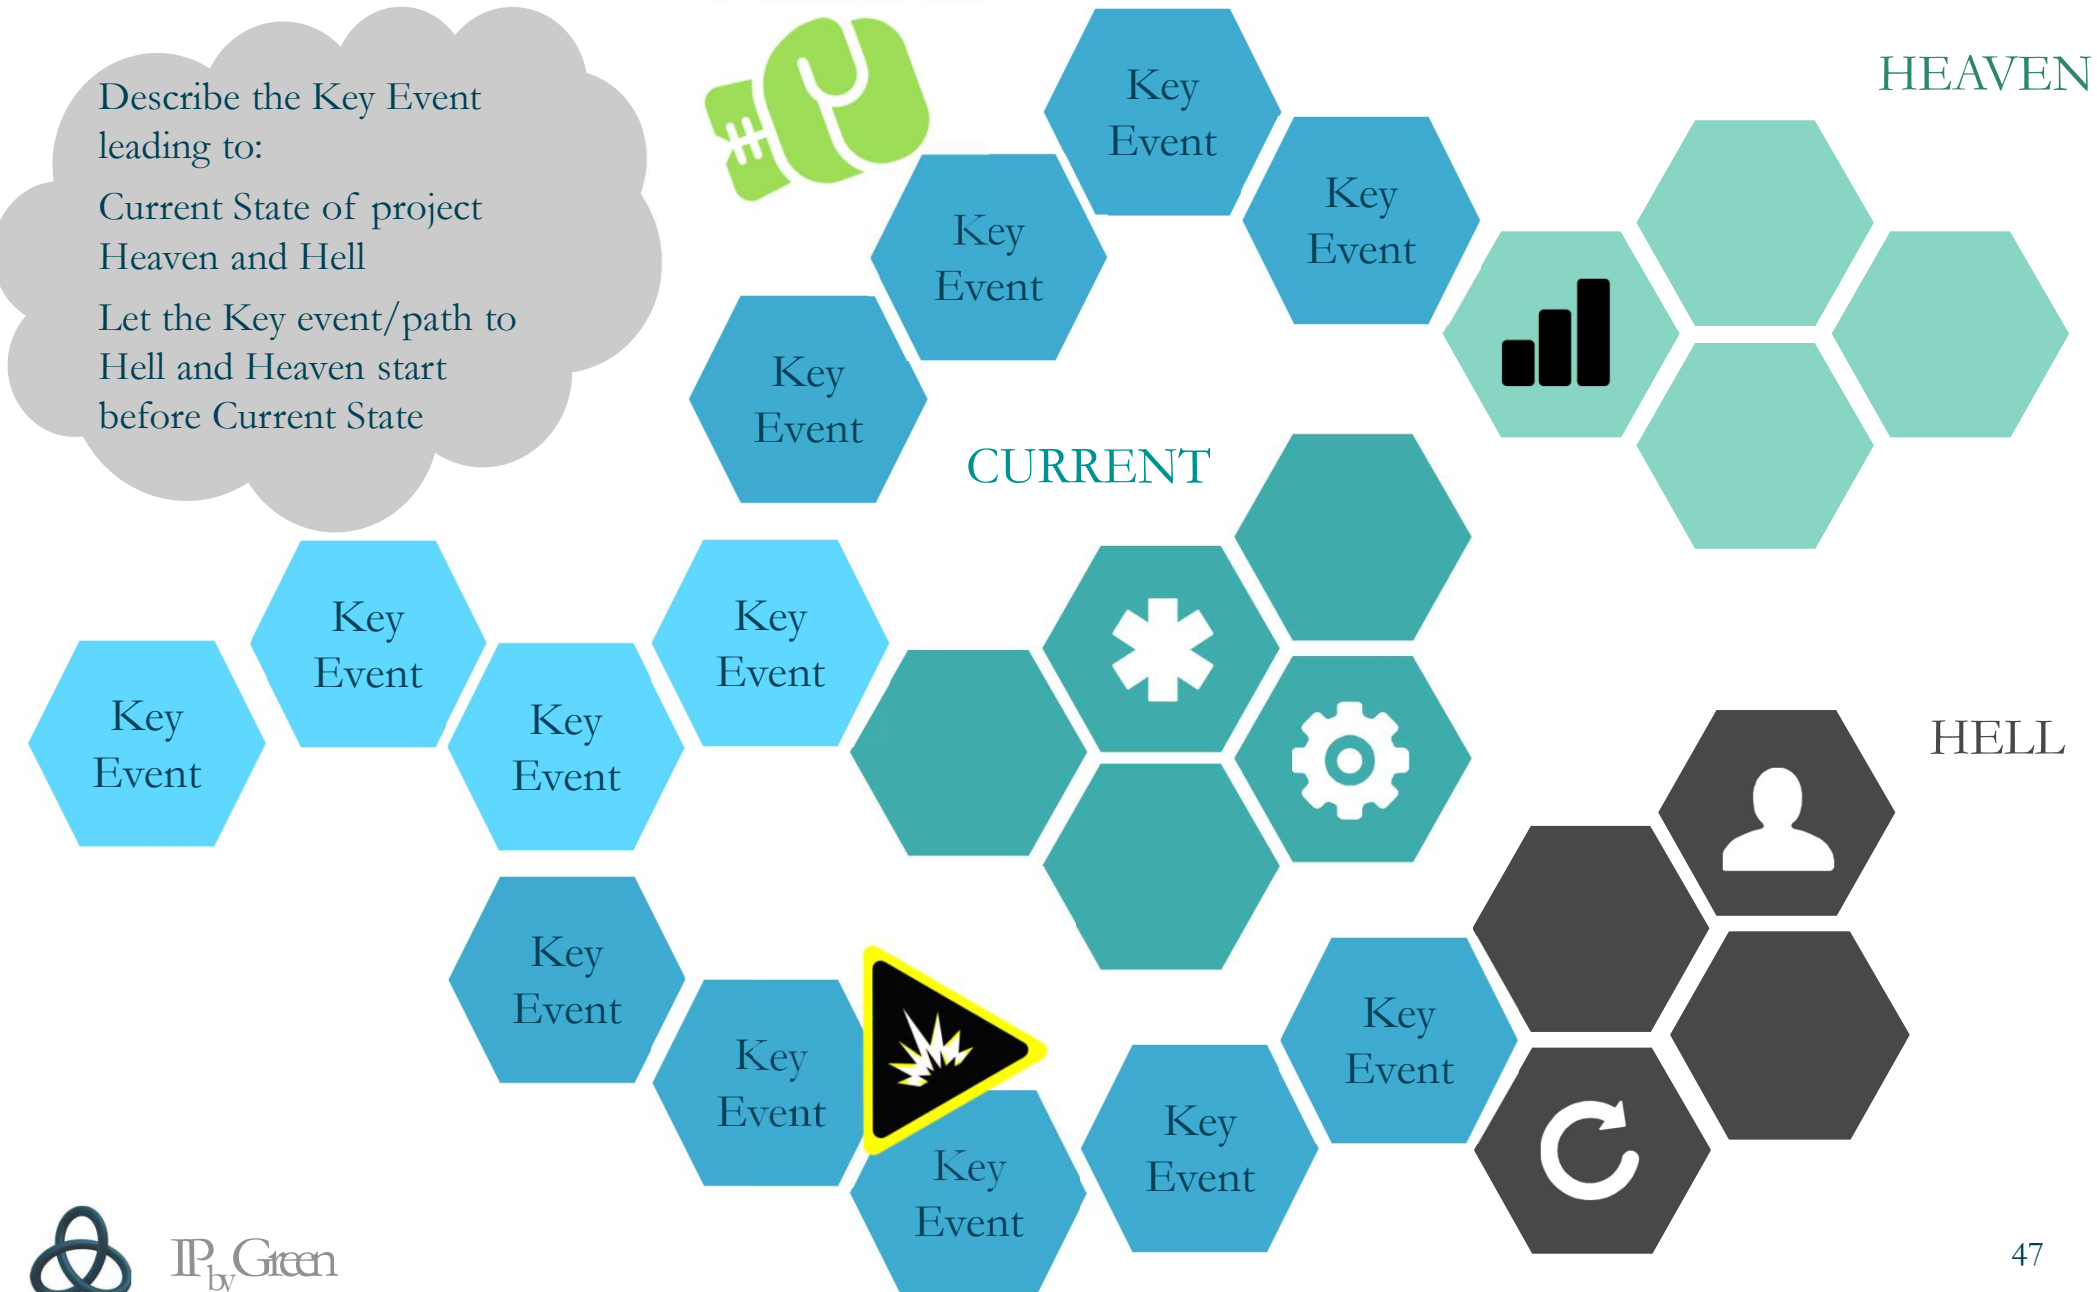 Describe the Key Event
leading to:
Current State of project
Heaven and Hell
Let the Key event/path to
Hell and Heaven start
before Current State
HEAVEN
Key
Event
Key
Event
Key
Event
Key
Event
CURRENT
Key
Event
Key
Event
Key
Event
Key
Event
HELL
Key
Event
Key
Event
Key
Event
Key
Event
Key
Event
IP by Green
47